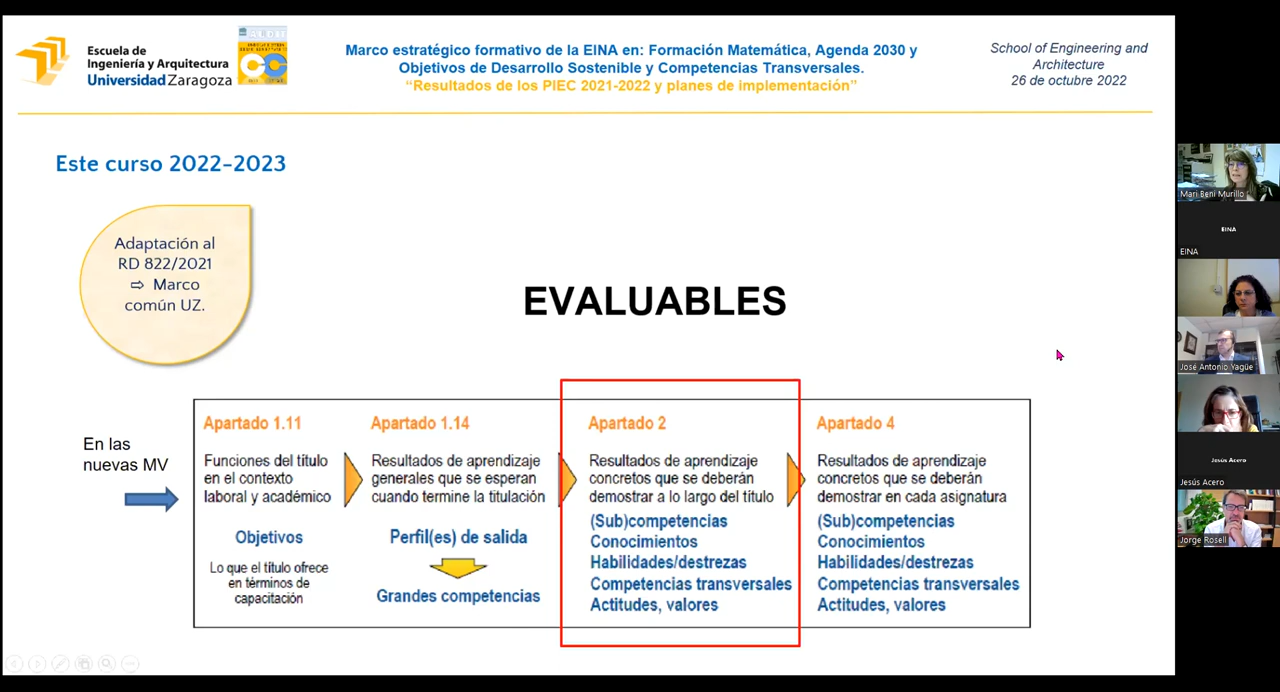 Escuela de
Ingeniería y Arquitectura
Universidad Zaragoza
Marco estratégico formativo de la EINA en: Formación Matemática, Agenda 2030 y
Objetivos de Desarrollo Sostenible y Competencias Transversales.
“Resultados de los PIEC 2021-2022 y planes de implementación”
School of Engineering and
Architecture
26 de octubre 2022
Este curso 2022-2023
Adaptación al
RD 822/2021
⇨ Marco
común UZ.
EVALUABLES
En las
nuevas MV
Apartado 1.11
Funciones del título
en el contexto
laboral y académico
Objetivos
Lo que el título ofrece
en términos de
capacitación
Apartado 1.14
Resultados de aprendizaje
generales que se esperan
cuando termine la titulación
Perfil(es) de salida
Grandes competencias
Apartado 2
Resultados de aprendizaje
concretos que se deberán
demostrar a lo largo del título
(Sub)competencias
Conocimientos
Habilidades/destrezas
Competencias transversales
Actitudes, valores
Apartado 4
Resultados de aprendizaje
concretos que se deberán
demostrar en cada asignatura
(Sub)competencias
Conocimientos
Habilidades/destrezas
Competencias transversales
Actitudes, valores
Mari Beni Murillo
EINA
EINA
José Antonio Yagüe
Jesús Acero
Jesús Acero
Jorge Rosell